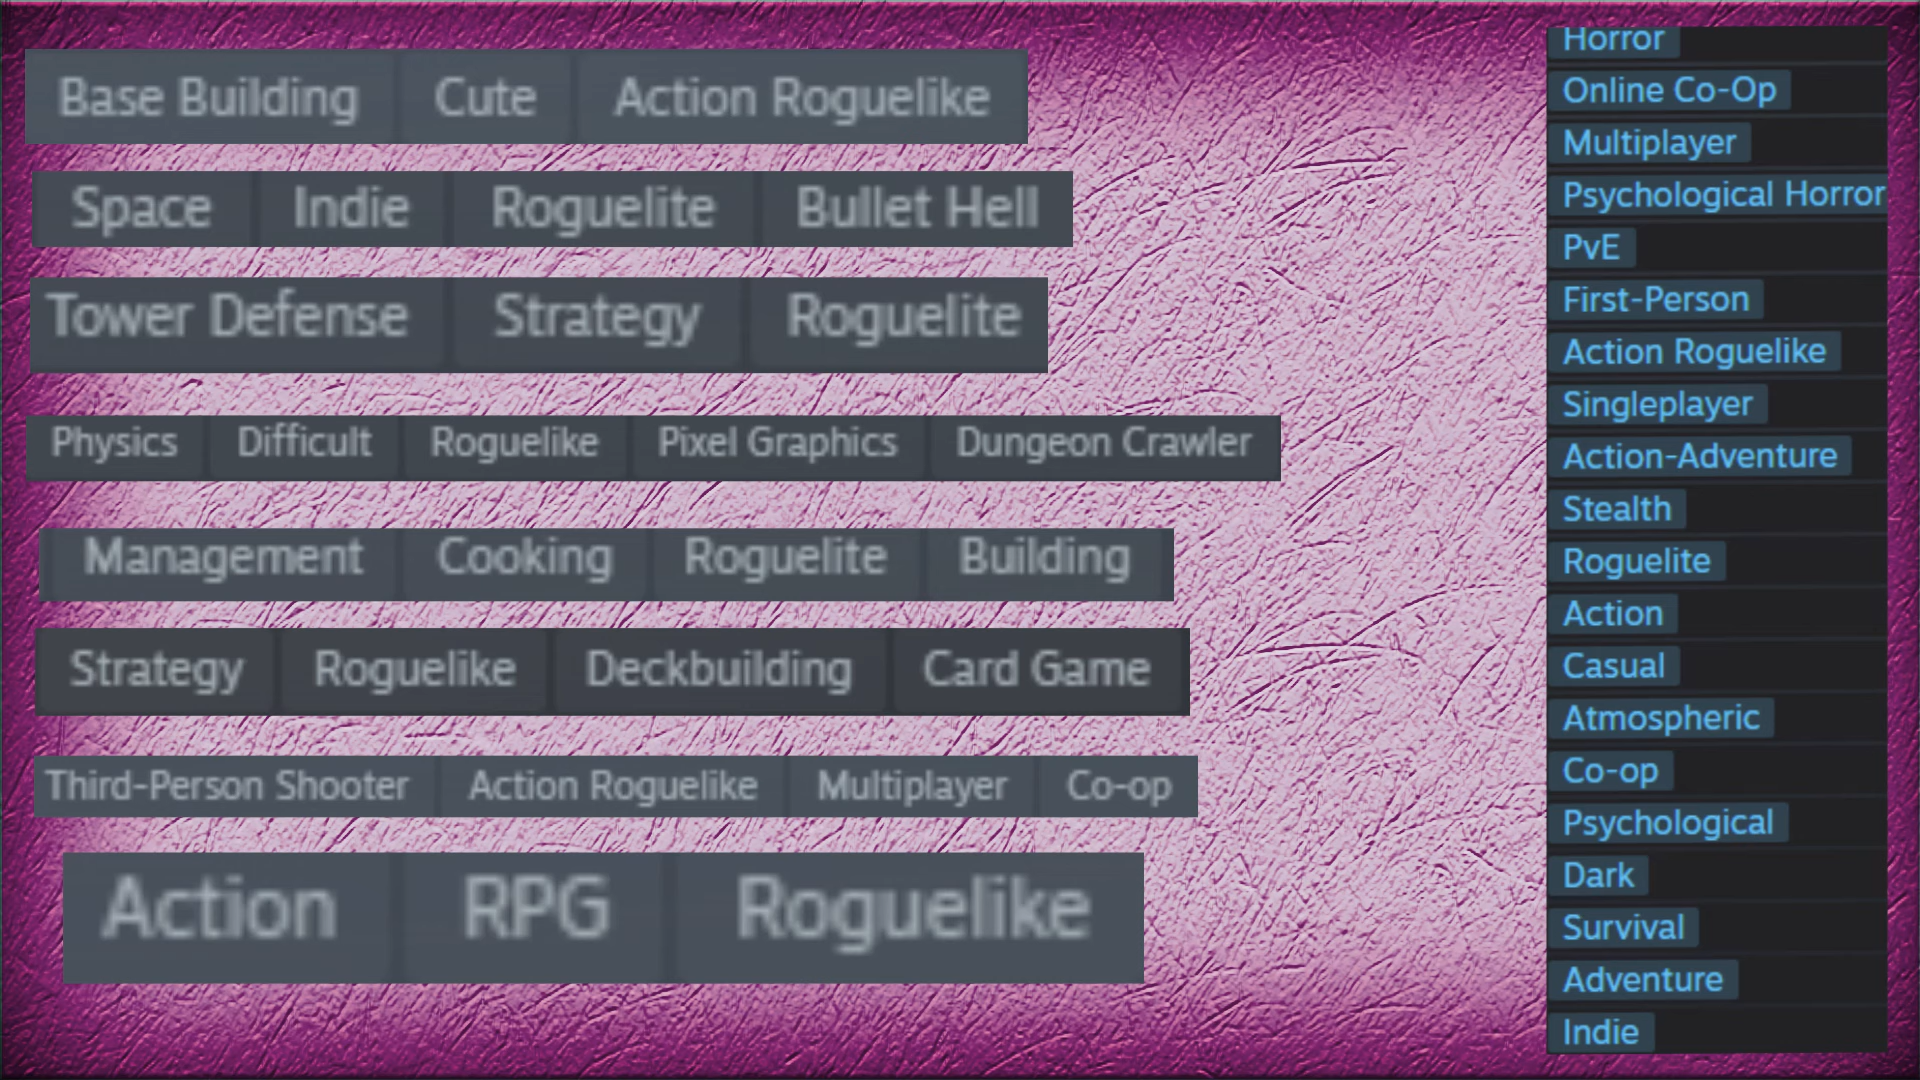 Base Building Cute Action Roguelike
Space Indie Roguelite Bullet Hell
Tower Defense Strategy Roguelite
Physics Difficult Roguelike Pixel Graphics Dungeon Crawler
Management Cooking Roguelite Building
Strategy Roguelike Deckbuilding Card Game
Third-Person Shooter Action Roguelike Multiplayer Co-op
Action RPG Roguelike
Horror
Online Co-Op
Multiplayer
Psychological Horror
PvE
First-Person
Action Roguelike
Singleplayer
Action-Adventure
Stealth
Roguelite
Action
Casual
Atmospheric
Co-op
Psychological
Dark
Survival
Adventure
Indie